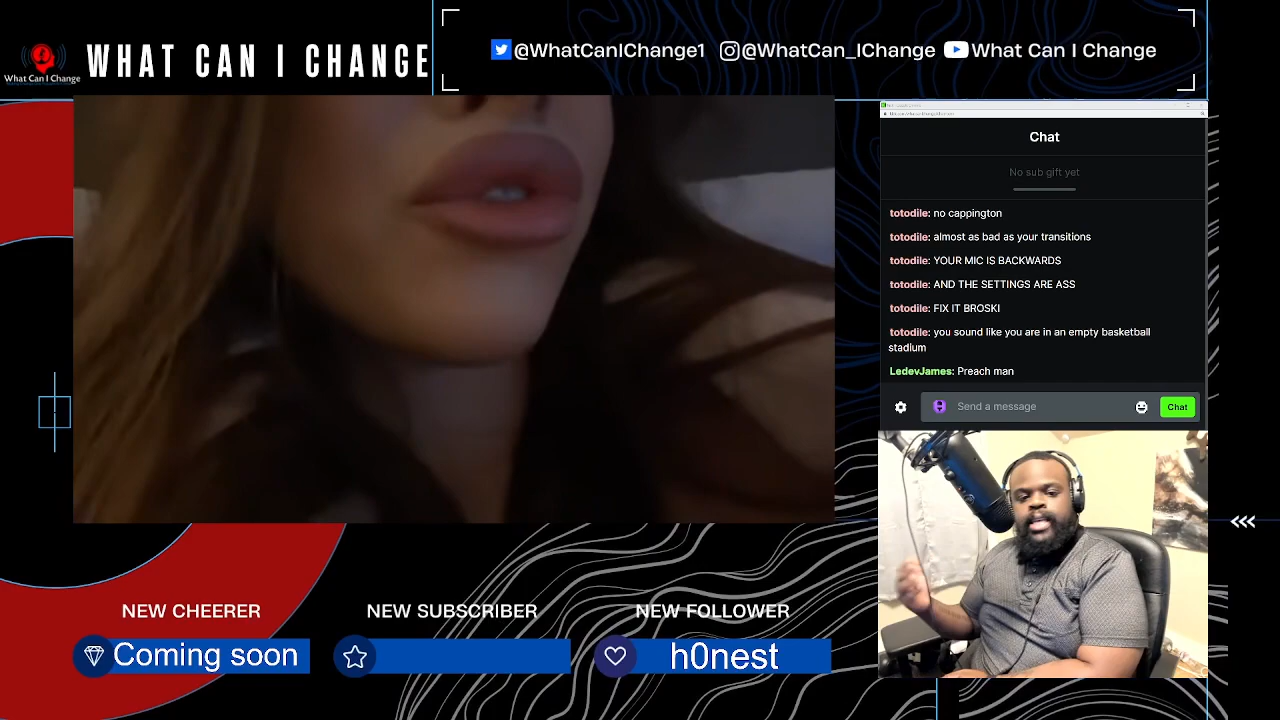 What Can I Change
WHAT CAN I CHANGE
@WhatCanIChange1
@WhatCan_IChange
What Can I Change
Chat
No sub gift yet
totodile: no cappington
totodile: almost as bad as your transitions
totodile: YOUR MIC IS BACKWARDS
totodile: AND THE SETTINGS ARE ASS
totodile: FIX IT BROSKI
totodile: you sound like you are in an empty basketball
stadium
LedevJames: Preach man
Send a message
Chat
NEW CHEERER
NEW SUBSCRIBER
NEW FOLLOWER
Coming soon
h0nest